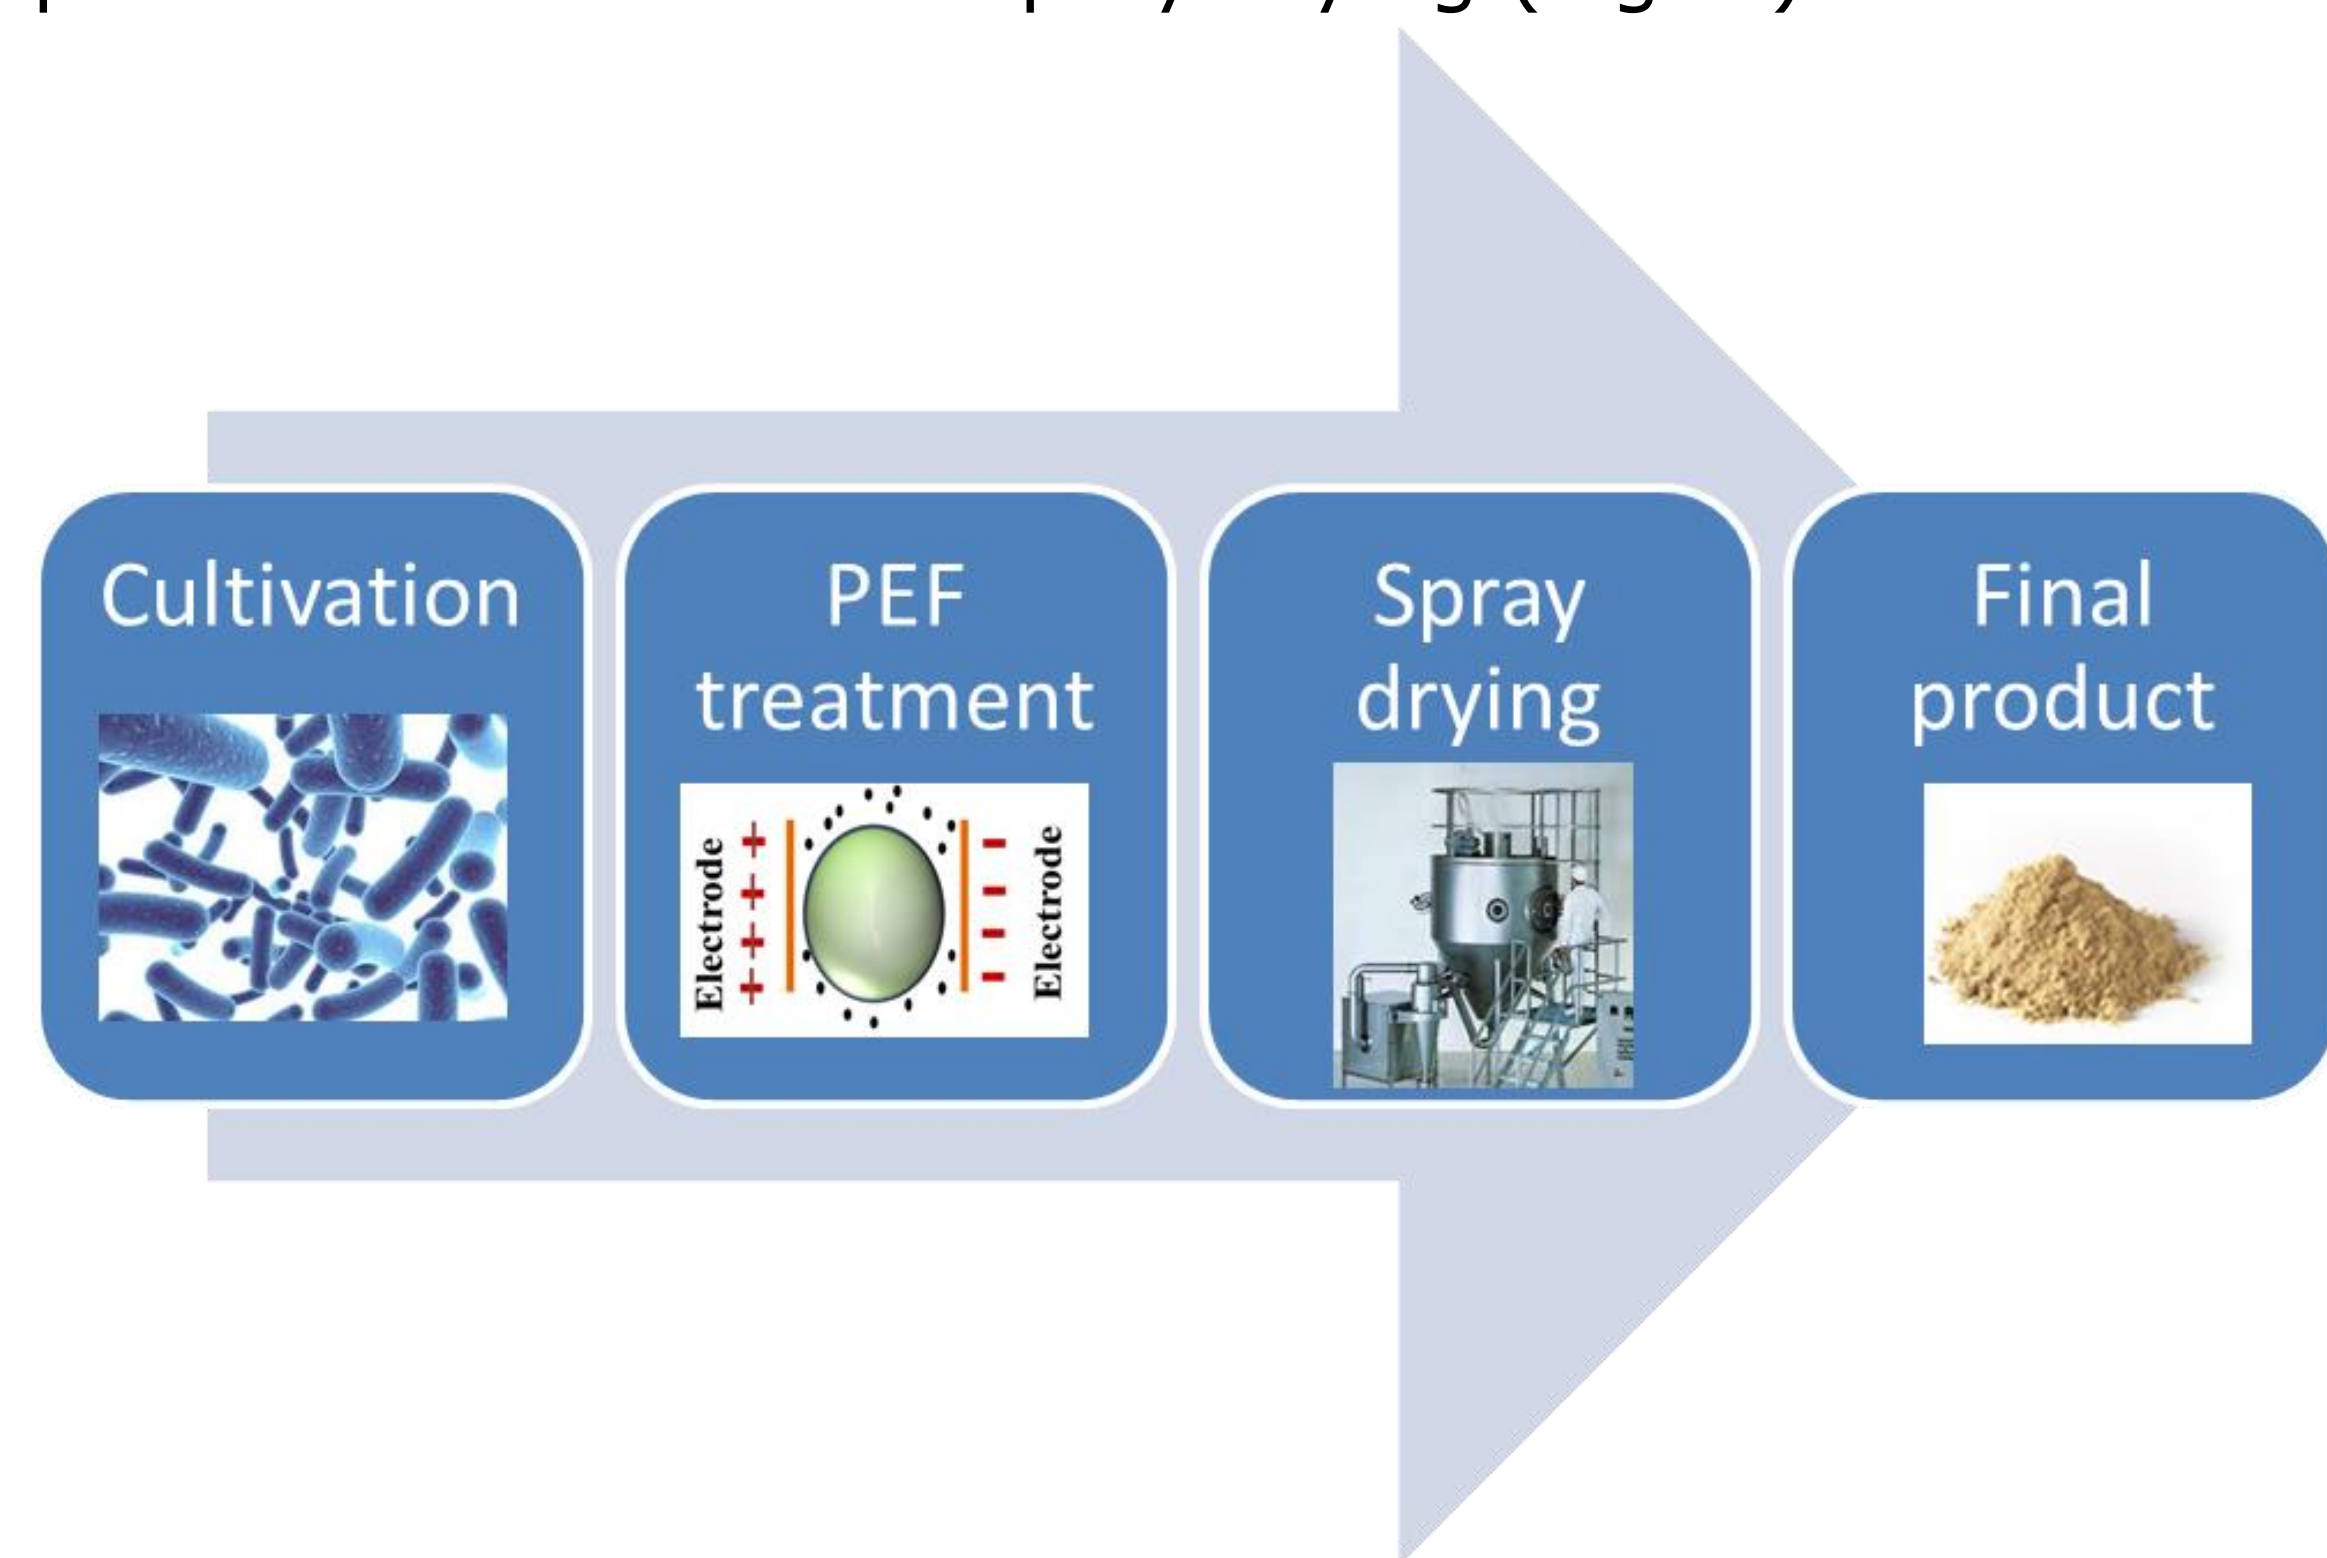 Cultivation
PEF
treatment
Electrode
+ + + +
- - - -
Electrode
Spray
drying
Final
product